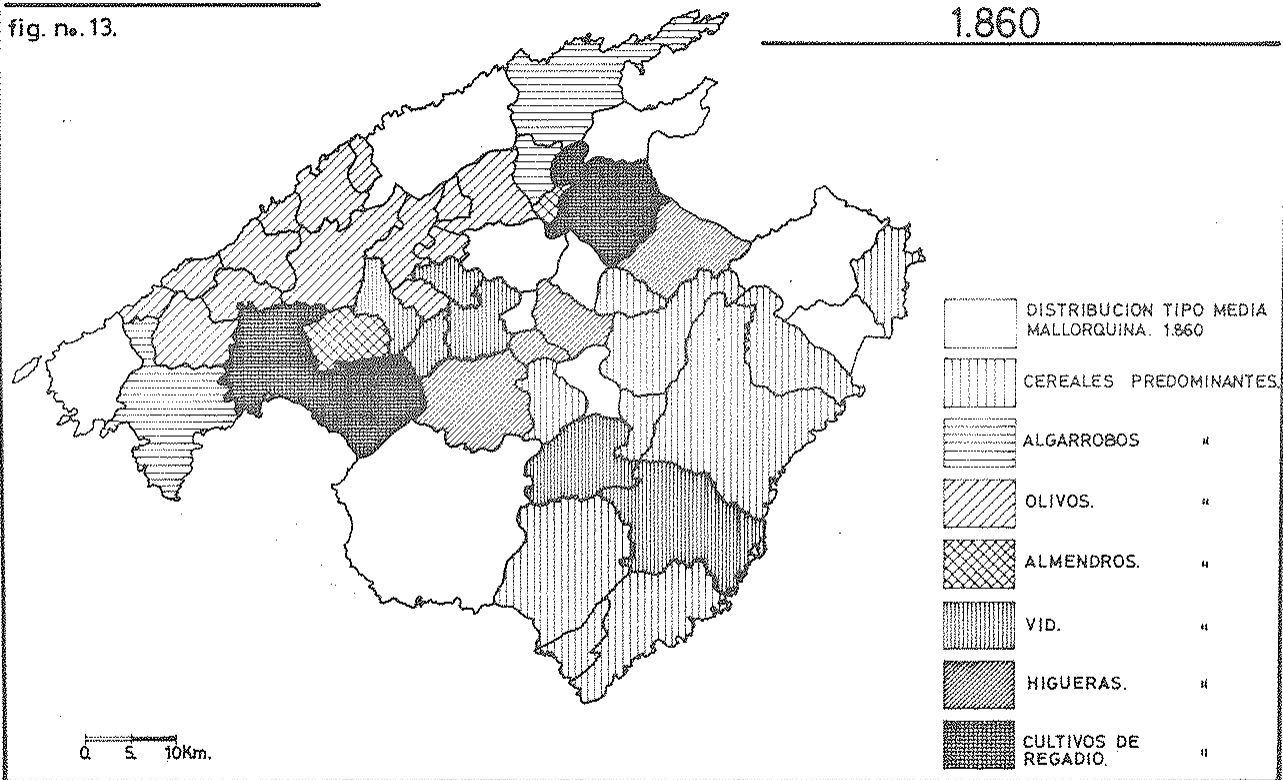 fig. no. 13.
1.860
DISTRIBUCION TIPO MEDIA
MALLORQUINA. 1.860
CEREALES PREDOMINANTES.
ALGARROBOS "
OLIVOS. "
ALMENDROS. "
VID. "
HIGUERAS. "
CULTIVOS DE
REGADIO. "
0. 5. 10Km.